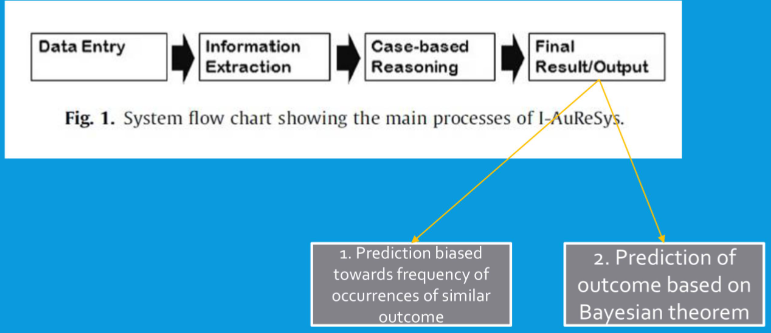 Data Entry
Information
Extraction
Case-based
Reasoning
Final
Result/Output
Fig. 1. System flow chart showing the main processes of I-AuReSys.
1. Prediction biased
towards frequency of
occurrences of similar
outcome
2. Prediction of
outcome based on
Bayesian theorem